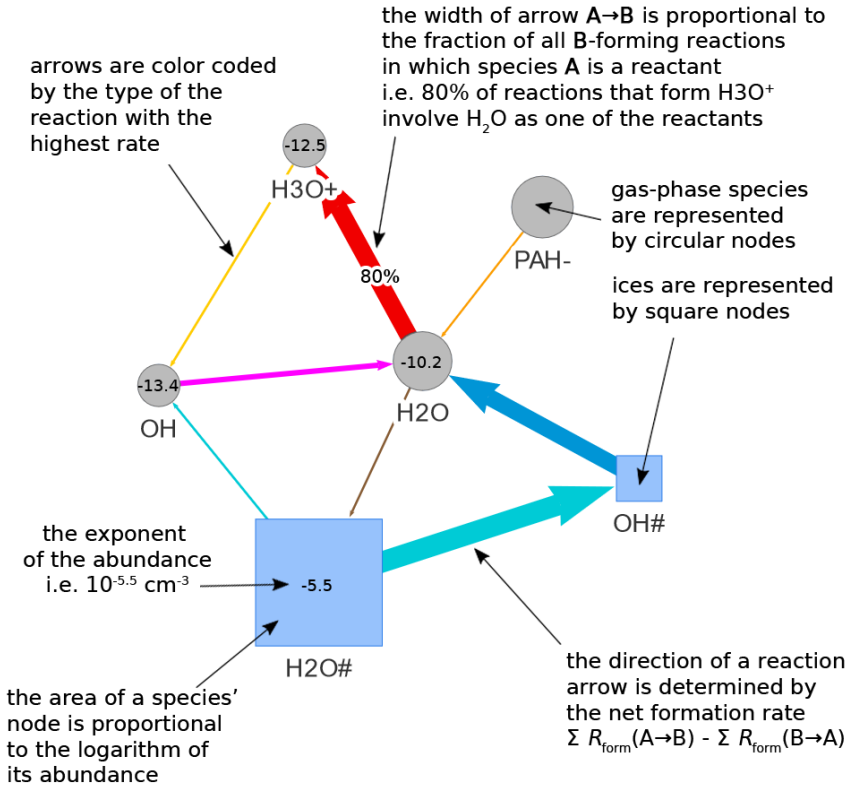 the width of arrow A→B is proportional to
the fraction of all B-forming reactions
in which species A is a reactant
i.e. 80% of reactions that form H3O⁺
involve H₂O as one of the reactants
arrows are color coded
by the type of the
reaction with the
highest rate
-12.5
H3O+
gas-phase species
are represented
by circular nodes
PAH-
80%
ices are represented
by square nodes
-10.2
H2O
-13.4
OH
OH#
the exponent
of the abundance
i.e. 10⁻⁵·⁵ cm⁻³
-5.5
H2O#
the direction of a reaction
arrow is determined by
the net formation rate
Σ R_form(A→B) - Σ R_form(B→A)
the area of a species’
node is proportional
to the logarithm of
its abundance